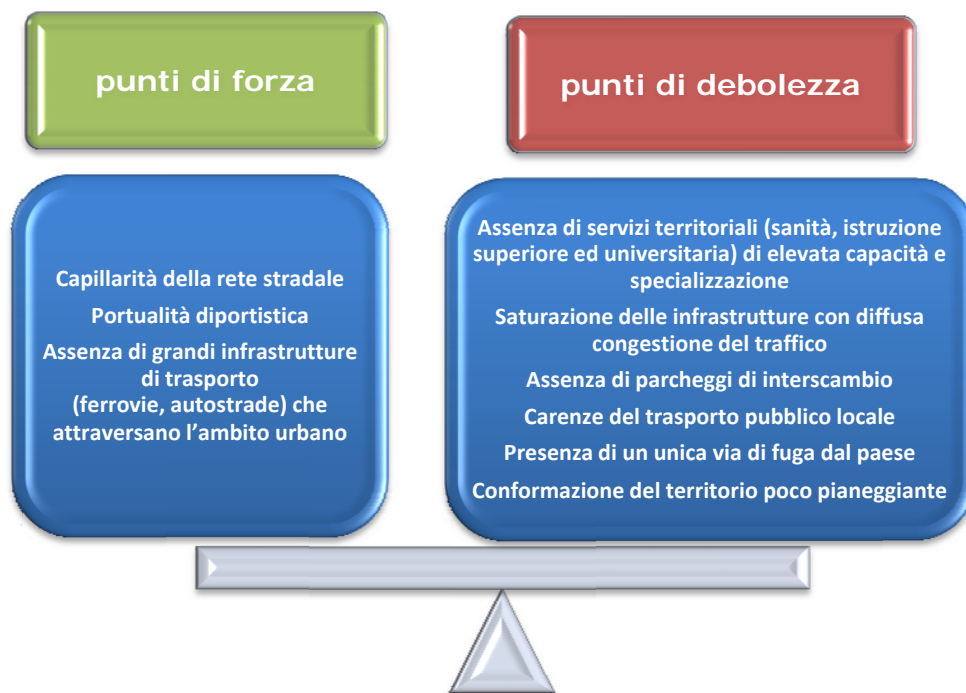 punti di forza
punti di debolezza
Capillarità della rete stradale
Portualità diportistica
Assenza di grandi infrastrutture
di trasporto
(ferrovie, autostrade) che
attraversano l’ambito urbano
Assenza di servizi territoriali (sanità, istruzione
superiore ed universitaria) di elevata capacità e
specializzazione
Saturazione delle infrastrutture con diffusa
congestione del traffico
Assenza di parcheggi di interscambio
Carenze del trasporto pubblico locale
Presenza di un unica via di fuga dal paese
Conformazione del territorio poco pianeggiante